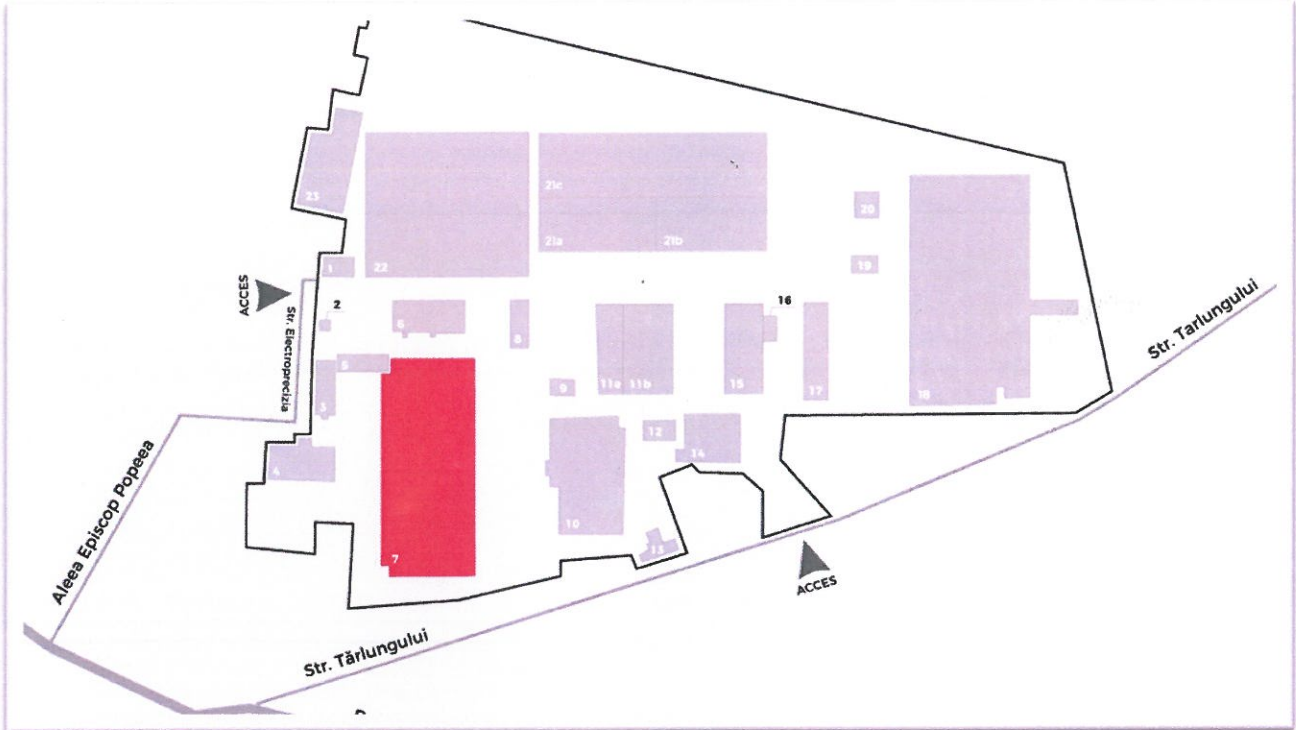 23
21c
20
21a
21b
22
1
19
ACCES
2
16
Str. Electroprecizia
6
8
Str. Tarlungului
5
9
11a
11b
15
17
18
3
12
14
4
Aleea Episcop Popeea
10
7
13
ACCES
Str. Tărlungului